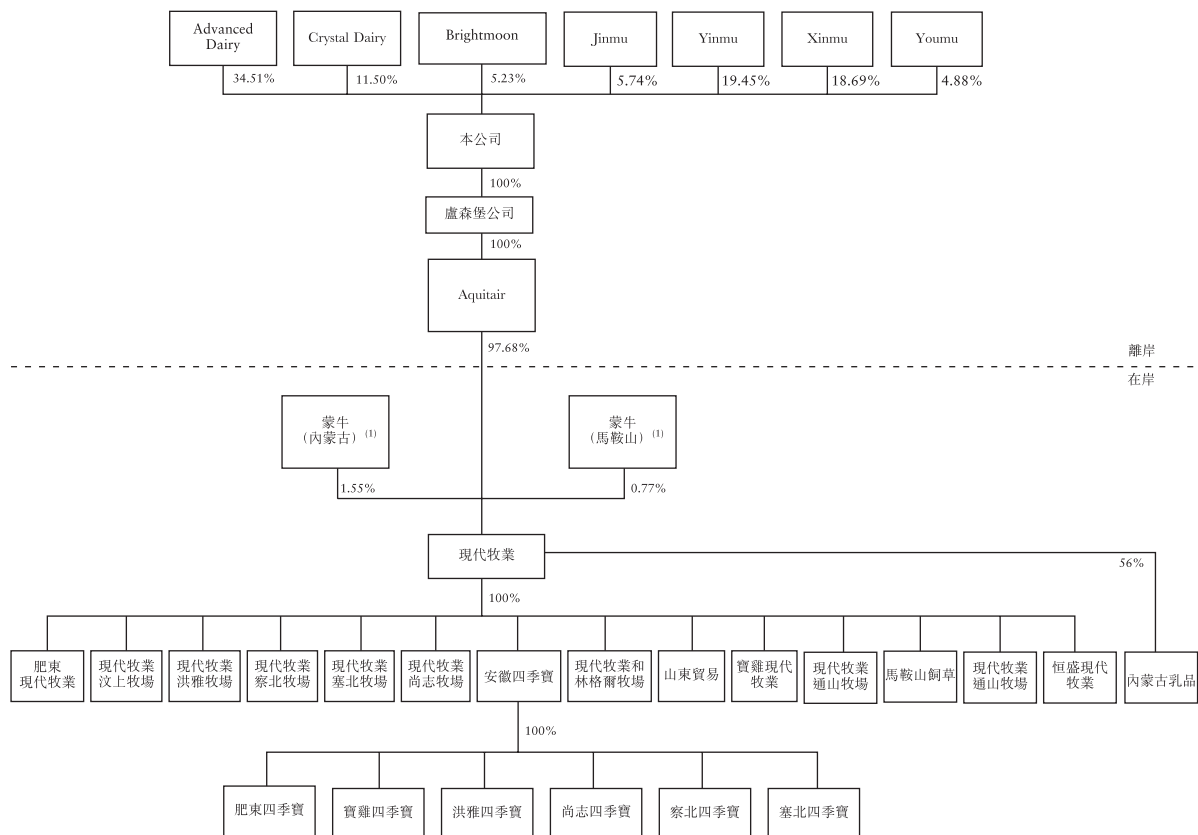 Advanced
Dairy
Crystal Dairy
Brightmoon
Jinmu
Yinmu
Xinmu
Youmu
34.51%
11.50%
5.23%
5.74%
19.45%
18.69%
4.88%
本公司
100%
盧森堡公司
100%
Aquitair
97.68%
離岸
在岸
蒙牛
(內蒙古) (1)
蒙牛
(馬鞍山) (1)
1.55%
0.77%
現代牧業
56%
100%
肥東
現代牧業
現代牧業
汶上牧場
現代牧業
洪雅牧場
現代牧業
察北牧場
現代牧業
塞北牧場
現代牧業
尚志牧場
安徽四季寶
現代牧業和
林格爾牧場
山東貿易
寶雞現代
牧業
現代牧業
通山牧場
馬鞍山飼草
現代牧業
通山牧場
恒盛現代
牧業
內蒙古乳品
100%
肥東四季寶
寶雞四季寶
洪雅四季寶
尚志四季寶
察北四季寶
塞北四季寶